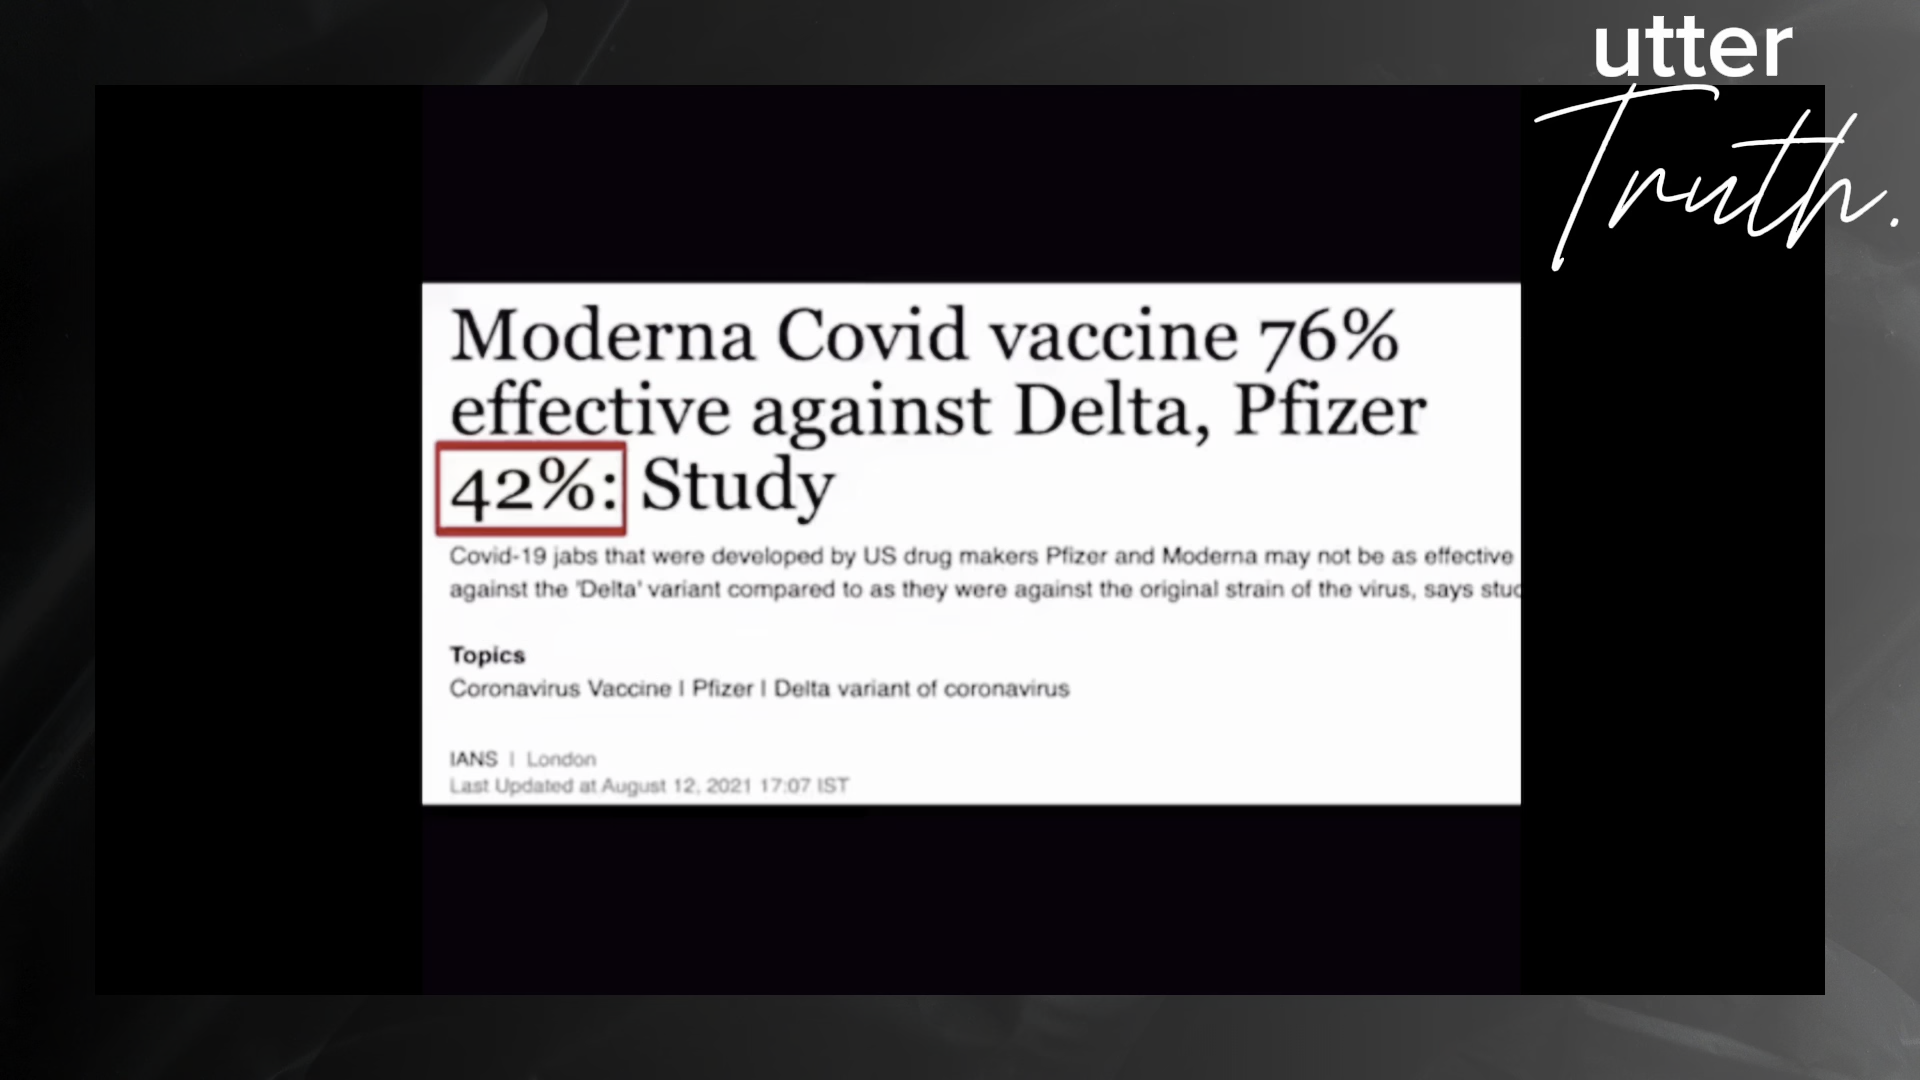 utter
Truth.
Moderna Covid vaccine 76%
effective against Delta, Pfizer
42%: Study
Covid-19 jabs that were developed by US drug makers Pfizer and Moderna may not be as effective
against the 'Delta' variant compared to as they were against the original strain of the virus, says
Topics
Coronavirus Vaccine | Pfizer | Delta variant of coronavirus
IANS | London
Last Updated at August 12, 2021 17:07 IST